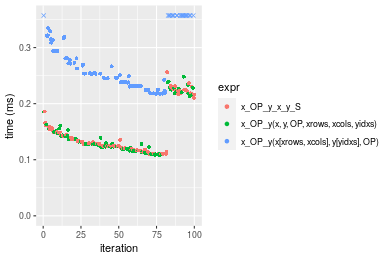 0.3
0.2
0.1
0.0
time (ms)
0 25 50 75 100
iteration
expr
x_OP_y_x_y_S
x_OP_y(x, y, OP, xrows, xcols, yidxs)
x_OP_y(x[xrows, xcols], y[yidxs], OP)